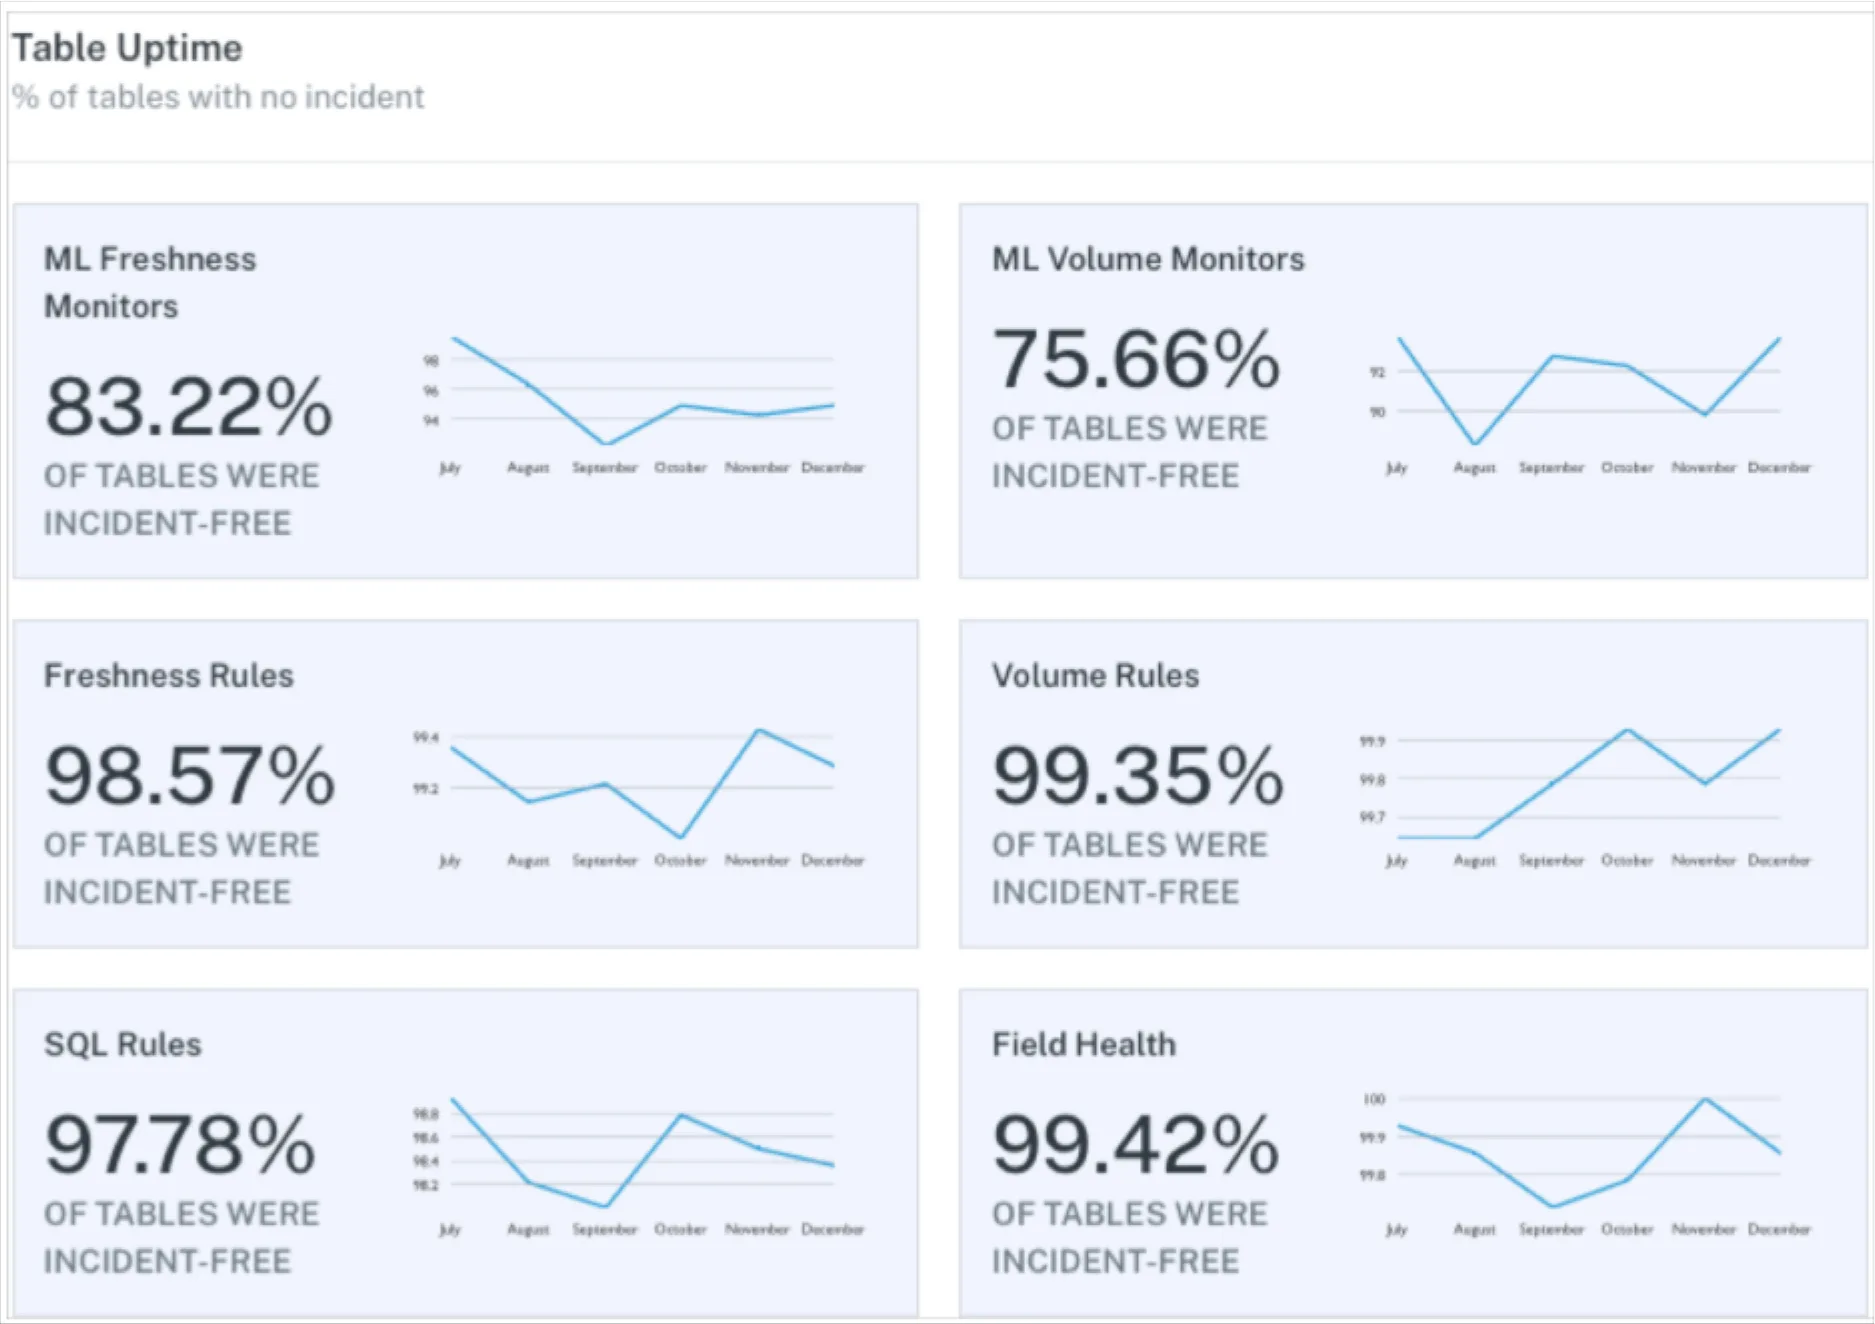 Table Uptime
% of tables with no incident
ML Freshness
Monitors
83.22%
OF TABLES WERE
INCIDENT-FREE
98
96
94
July August September October November December
ML Volume Monitors
75.66%
OF TABLES WERE
INCIDENT-FREE
92
90
July August September October November December
Freshness Rules
98.57%
OF TABLES WERE
INCIDENT-FREE
99.4
99.2
July August September October November December
Volume Rules
99.35%
OF TABLES WERE
INCIDENT-FREE
99.9
99.8
99.7
July August September October November December
SQL Rules
97.78%
OF TABLES WERE
INCIDENT-FREE
98.8
98.6
98.4
98.2
July August September October November December
Field Health
99.42%
OF TABLES WERE
INCIDENT-FREE
100
99.9
99.8
July August September October November December